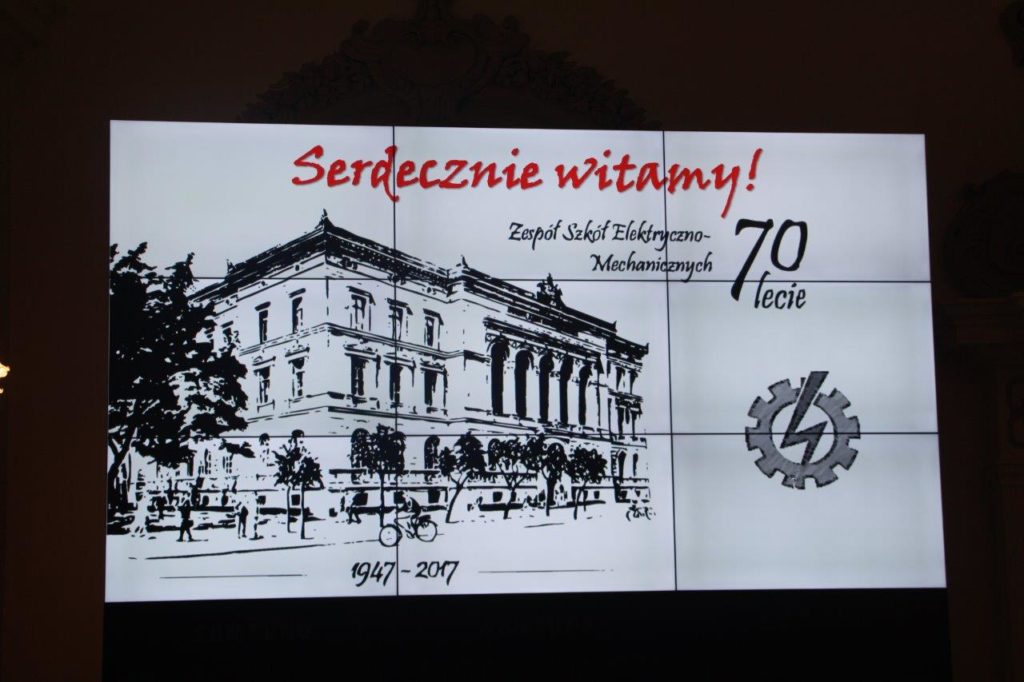 Serdecznie witamy!
Zespół Szkół Elektryczno-
Mechanicznych
70
lecie
1947 - 2017